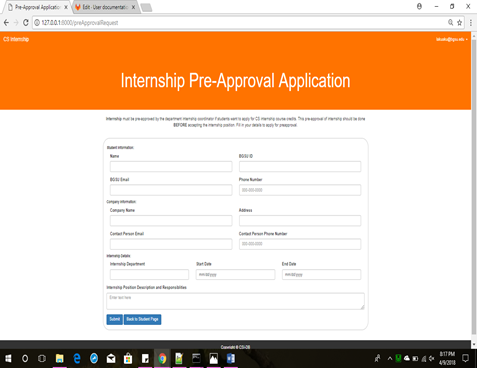 Pre-Approval Application
Edit - User documentatio
127.0.0.1:8000/preApprovalRequest
CS Internship
Internship Pre-Approval Application
Internship must be pre-approved by the department internship coordinator if students want to apply for CS internship course credits. This pre-approval of internship should be done
BEFORE accepting the internship position. Fill in your details to apply for preapproval.
Student Information:
Name
BGSU ID
BGSU Email
Phone Number
000-000-0000
Company Information:
Company Name
Address
Contact Person Email
Contact Person Phone Number
000-000-0000
Internship Details:
Internship Department
Start Date
End Date
mm/dd/yyyy
mm/dd/yyyy
Internship Position Description and Responsibilities
Enter text here
Submit
Back to Student Page
Copyright © CSI-DB
8:17 PM
4/9/2018